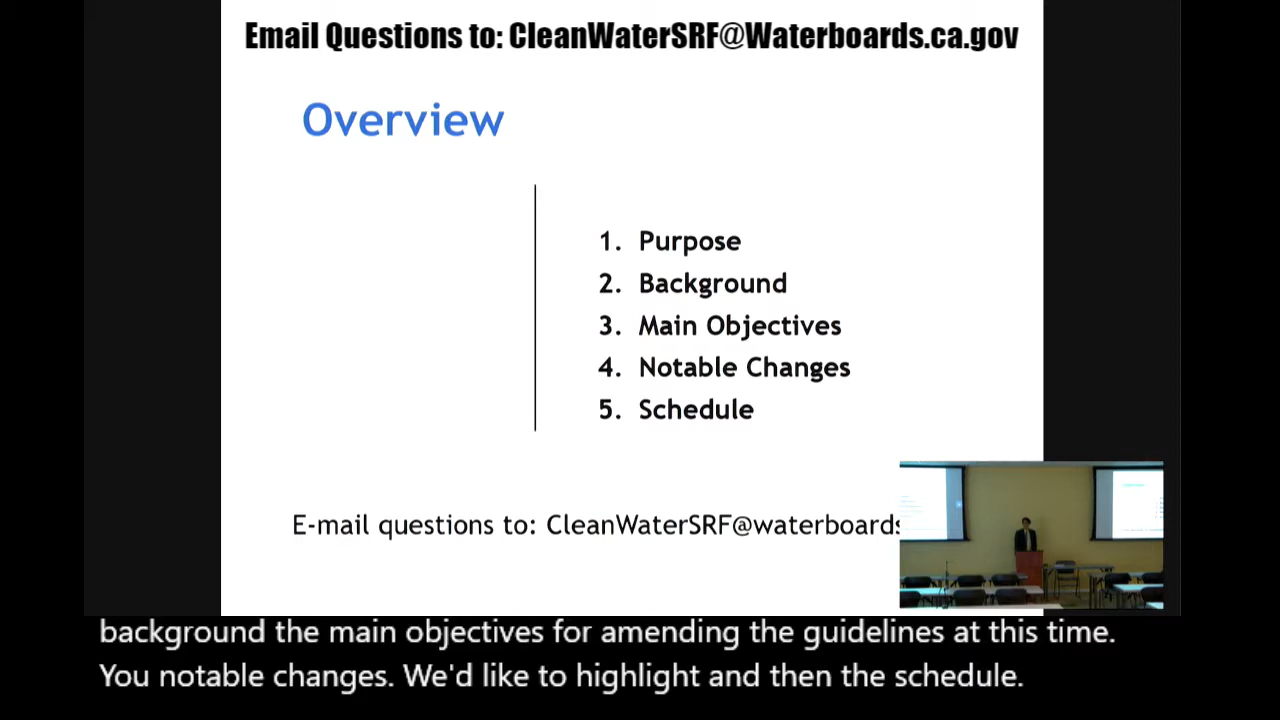 Email Questions to: CleanWaterSRF@Waterboards.ca.gov
Overview
1. Purpose
2. Background
3. Main Objectives
4. Notable Changes
5. Schedule
E-mail questions to: CleanWaterSRF@waterboards
background the main objectives for amending the guidelines at this time.
You notable changes. We'd like to highlight and then the schedule.